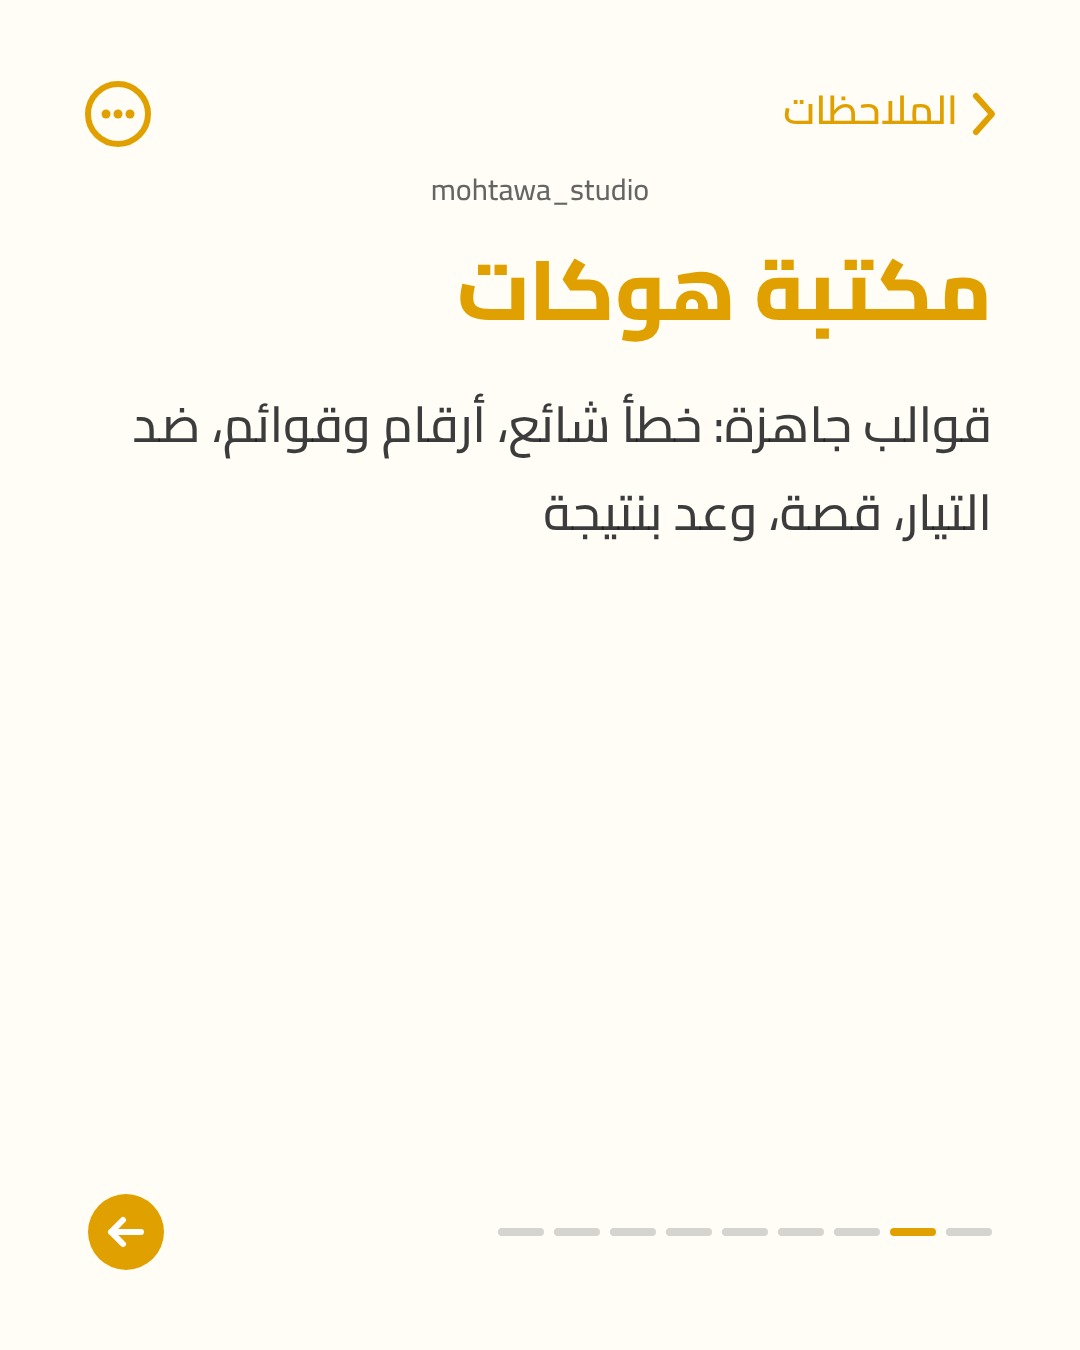 الملاحظات
mohtawa_studio
مكتبة هوكات
قوالب جاهزة: خطأ شائع، أرقام وقوائم، ضد
التيار، قصة، وعد بنتيجة